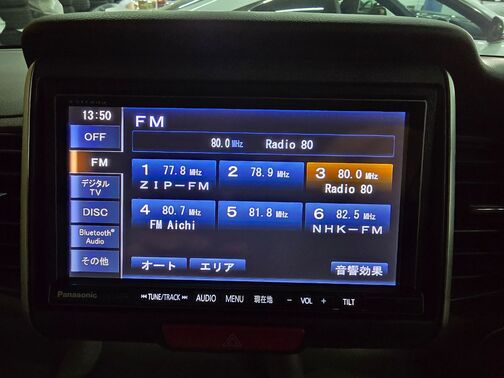 13:50
FM
OFF
80.0 MHz Radio 80
FM
1 77.8 MHz
ZIP-FM
2 78.9 MHz
3 80.0 MHz
Radio 80
デジタル
TV
DISC
4 80.7 MHz
FM Aichi
5 81.8 MHz
6 82.5 MHz
NHK-FM
Bluetooth®
Audio
その他
オート
エリア
音響効果
Panasonic
TUNE/TRACK AUDIO MENU 現在地 - VOL + TILT